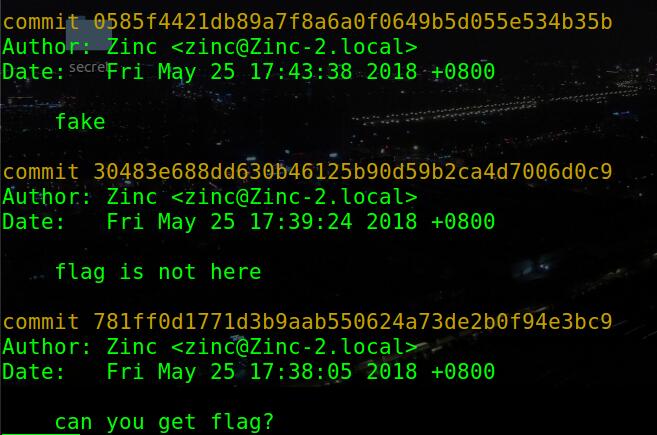 commit 0585f4421db89a7f8a6a0f0649b5d055e534b35b
Author: Zinc <zinc@Zinc-2.local>
secret
Date:   Fri May 25 17:43:38 2018 +0800
fake
commit 30483e688dd630b46125b90d59b2ca4d7006d0c9
Author: Zinc <zinc@Zinc-2.local>
Date:   Fri May 25 17:39:24 2018 +0800
flag is not here
commit 781ff0d1771d3b9aab550624a73de2b0f94e3bc9
Author: Zinc <zinc@Zinc-2.local>
Date:   Fri May 25 17:38:05 2018 +0800
can you get flag?